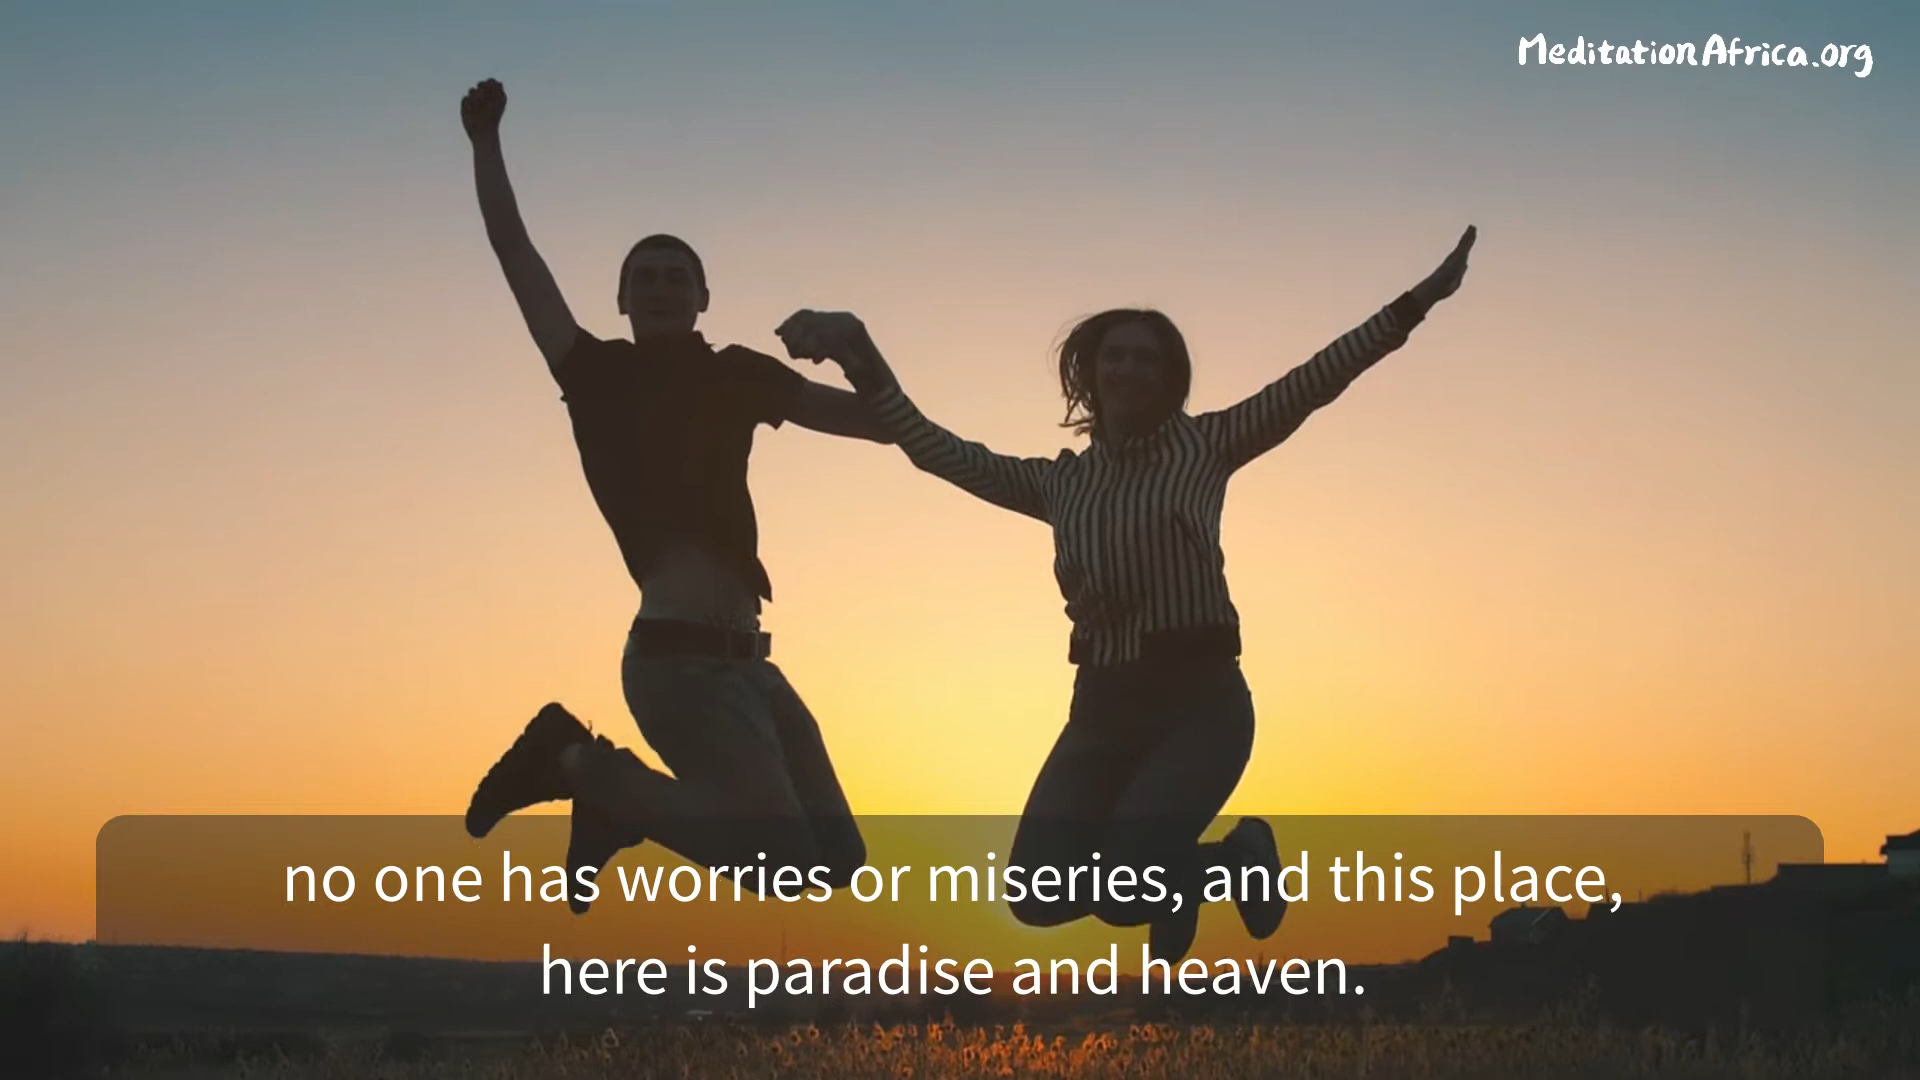 MeditationAfrica.org
no one has worries or miseries, and this place,
here is paradise and heaven.